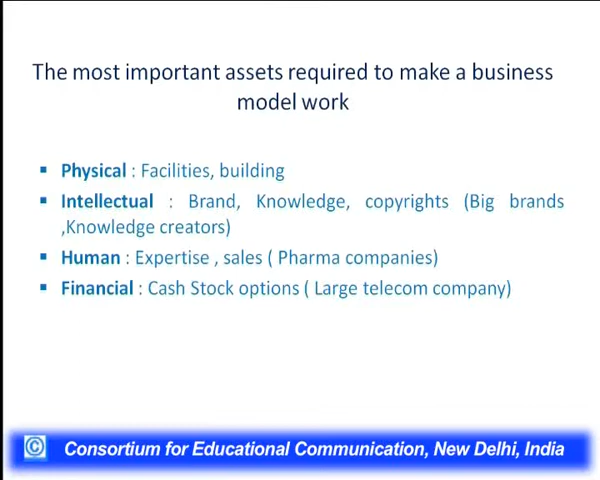 The most important assets required to make a business
model work
▪ Physical : Facilities, building
▪ Intellectual : Brand, Knowledge, copyrights (Big brands
,Knowledge creators)
▪ Human : Expertise , sales ( Pharma companies)
▪ Financial : Cash Stock options ( Large telecom company)
© Consortium for Educational Communication, New Delhi, India